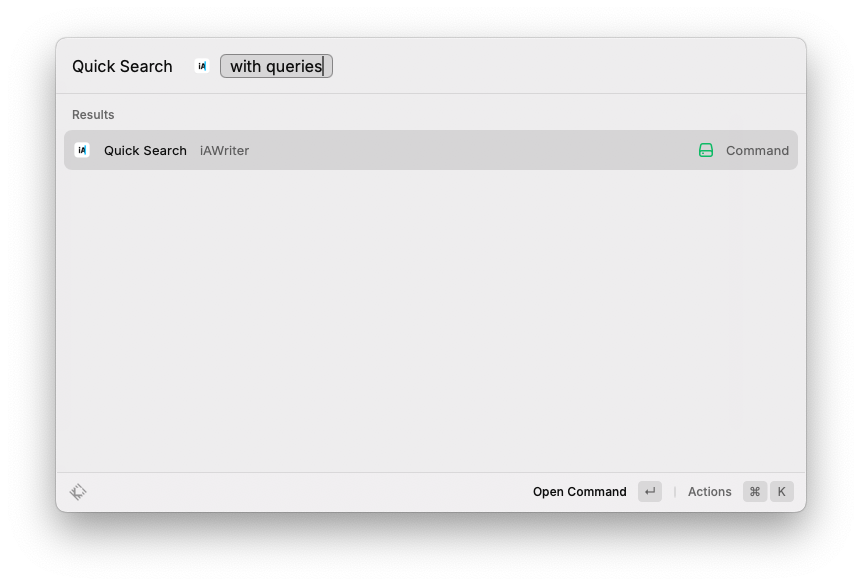 Quick Search iA with queries
Results
iA Quick Search iAWriter Command
Open Command ↵ | Actions ⌘ K